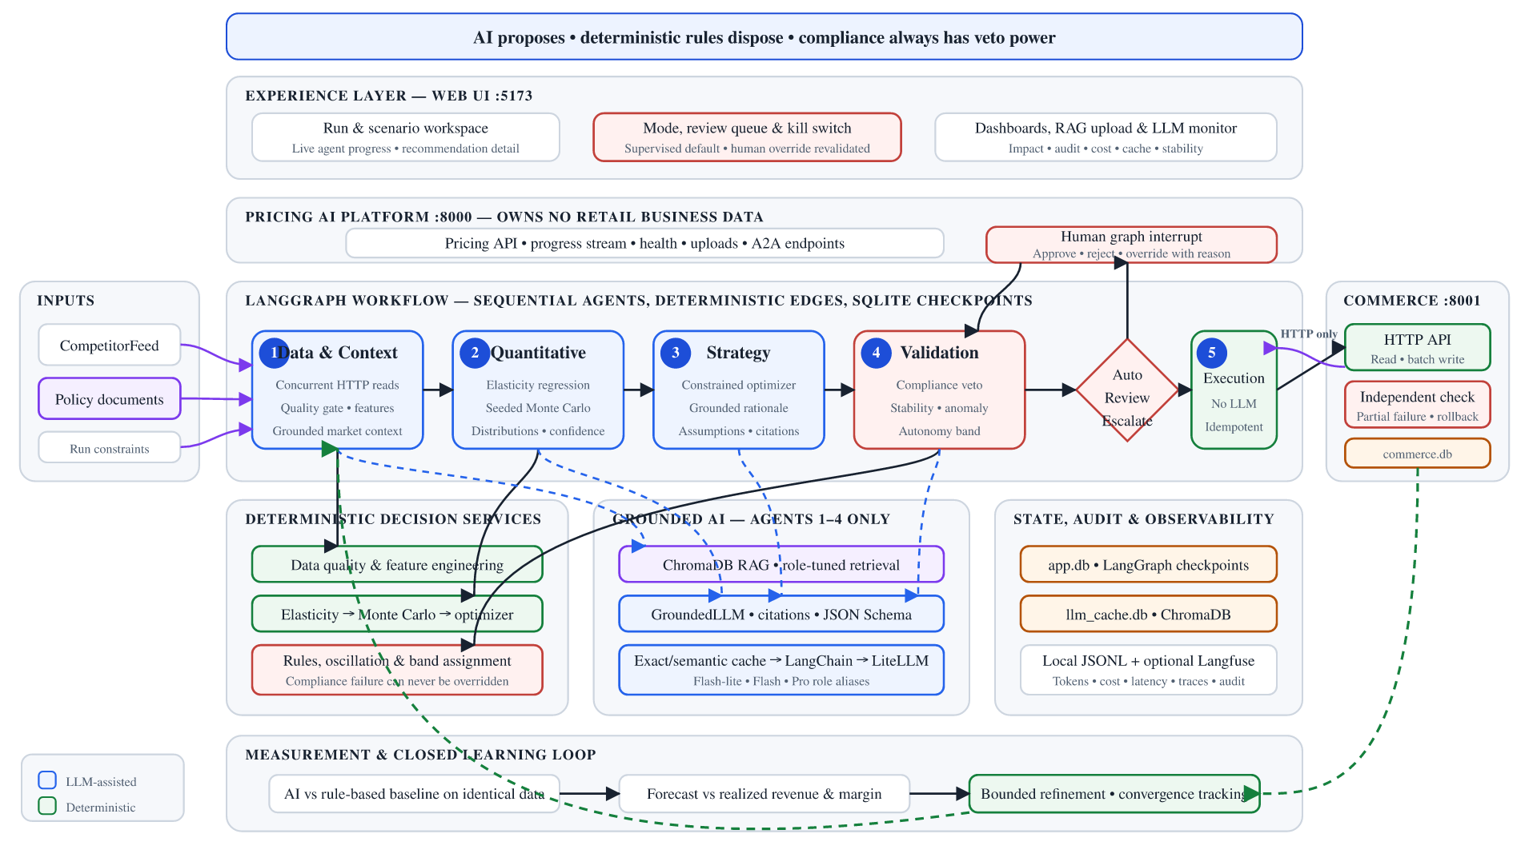 AI proposes • deterministic rules dispose • compliance always has veto power
EXPERIENCE LAYER — WEB UI :5173
Run & scenario workspace
Live agent progress • recommendation detail
Mode, review queue & kill switch
Supervised default • human override revalidated
Dashboards, RAG upload & LLM monitor
Impact • audit • cost • cache • stability
PRICING AI PLATFORM :8000 — OWNS NO RETAIL BUSINESS DATA
Pricing API • progress stream • health • uploads • A2A endpoints
Human graph interrupt
Approve • reject • override with reason
INPUTS
CompetitorFeed
Policy documents
Run constraints
LANGGRAPH WORKFLOW — SEQUENTIAL AGENTS, DETERMINISTIC EDGES, SQLITE CHECKPOINTS
1
Data & Context
Concurrent HTTP reads
Quality gate • features
Grounded market context
2
Quantitative
Elasticity regression
Seeded Monte Carlo
Distributions • confidence
3
Strategy
Constrained optimizer
Grounded rationale
Assumptions • citations
4
Validation
Compliance veto
Stability • anomaly
Autonomy band
Auto
Review
Escalate
5
Execution
No LLM
Idempotent
HTTP only
COMMERCE :8001
HTTP API
Read • batch write
Independent check
Partial failure • rollback
commerce.db
DETERMINISTIC DECISION SERVICES
Data quality & feature engineering
Elasticity → Monte Carlo → optimizer
Rules, oscillation & band assignment
Compliance failure can never be overridden
GROUNDED AI — AGENTS 1–4 ONLY
ChromaDB RAG • role-tuned retrieval
GroundedLLM • citations • JSON Schema
Exact/semantic cache → LangChain → LiteLLM
Flash-lite • Flash • Pro role aliases
STATE, AUDIT & OBSERVABILITY
app.db • LangGraph checkpoints
llm_cache.db • ChromaDB
Local JSONL + optional Langfuse
Tokens • cost • latency • traces • audit
MEASUREMENT & CLOSED LEARNING LOOP
AI vs rule-based baseline on identical data
Forecast vs realized revenue & margin
Bounded refinement • convergence tracking
LLM-assisted
Deterministic